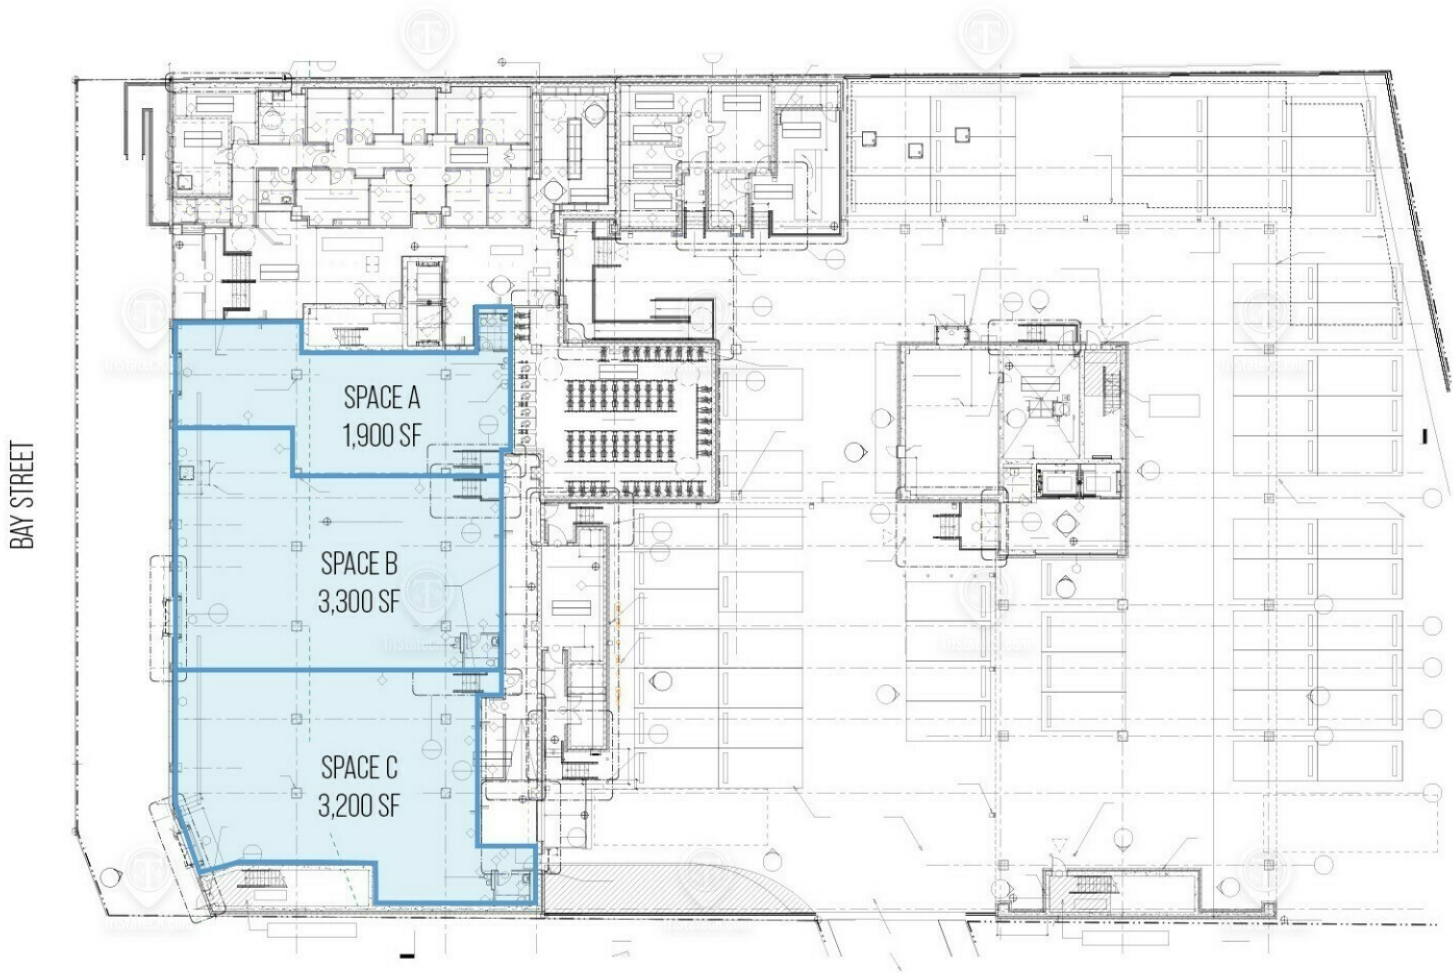 SPACE A
1,900 SF
BAY STREET
SPACE B
3,300 SF
SPACE C
3,200 SF